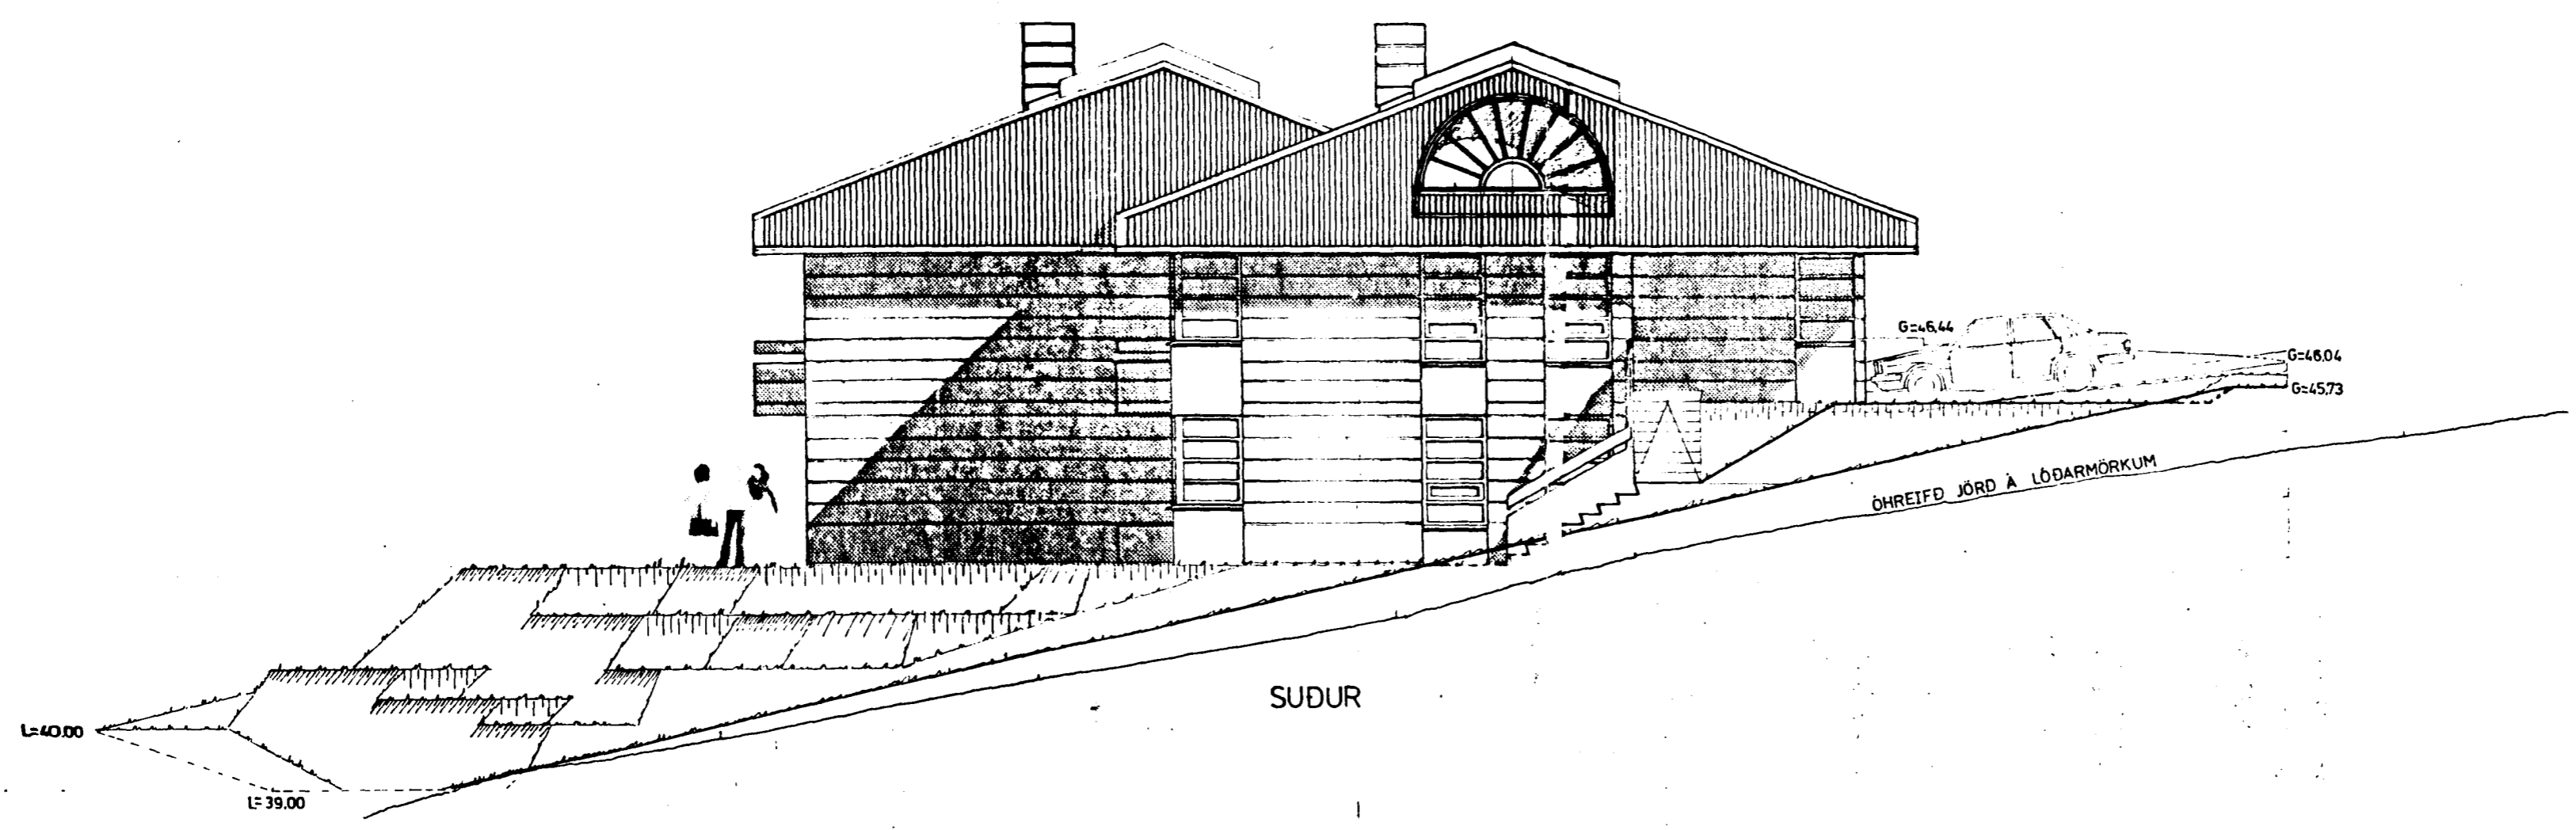 G=46,44
G=46.04
G=45,73
ÓHREIFÐ JÖRÐ Á LÓÐARMÖRKUM
SUÐUR
L=40.00
L=39.00